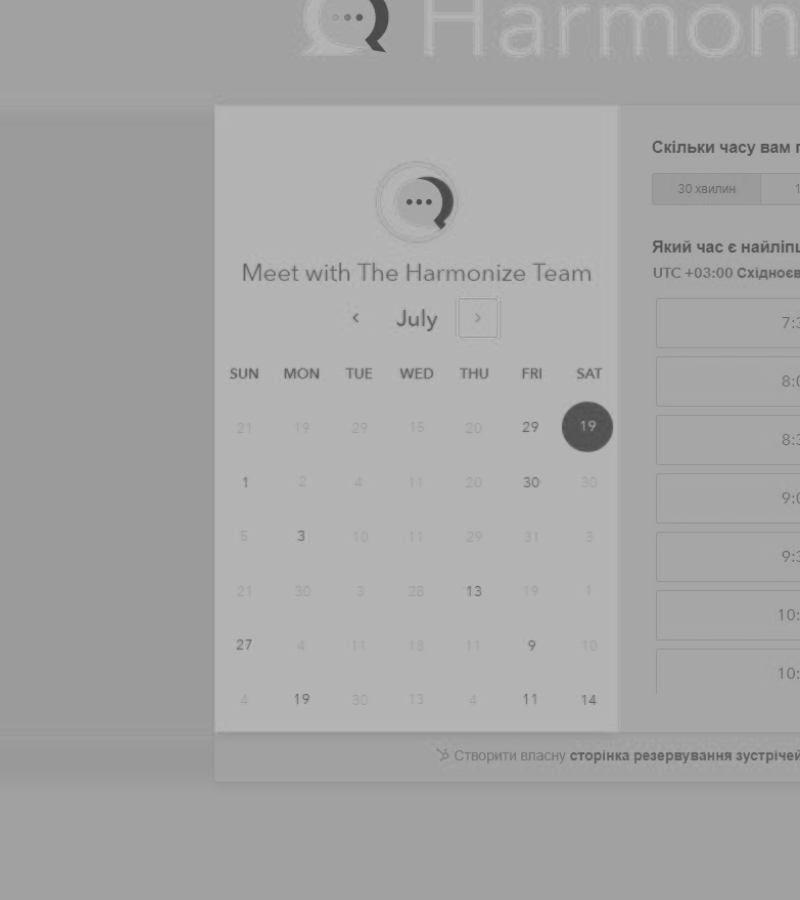 Harmon
Скільки часу вам п
30 хвилин 1
Який час є найліпш
UTC +03:00 Східноєв
Meet with The Harmonize Team
‹ July ›
SUN MON TUE WED THU FRI SAT
21 19 29 15 20 29 19
1 2 4 11 20 30 30
5 3 10 11 29 31 3
21 30 3 28 13 19 1
27 4 11 18 11 9 10
4 19 30 13 4 11 14
7:3
8:0
8:3
9:0
9:3
10:
10:
Створити власну сторінка резервування зустрічей